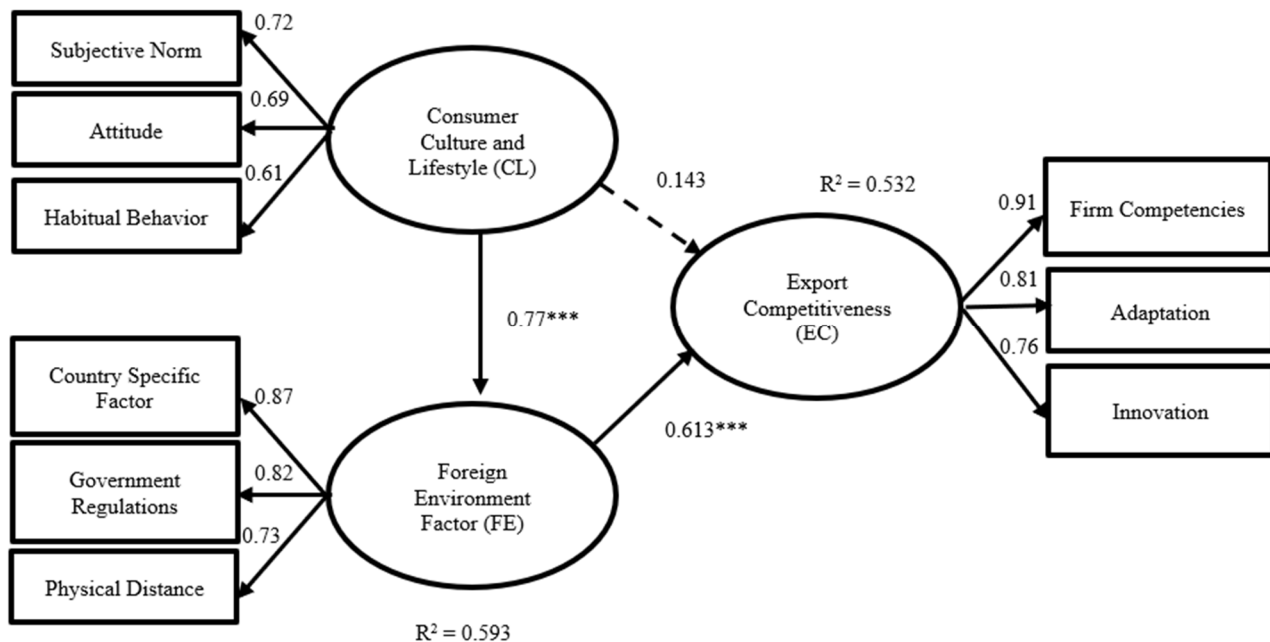 0.72
Subjective Norm
0.69
Attitude
0.61
Habitual Behavior
Consumer
Culture and
Lifestyle (CL)
0.143
R² = 0.532
0.77***
Export
Competitiveness
(EC)
0.91
Firm Competencies
0.81
Adaptation
0.76
Innovation
Country Specific
Factor
0.87
Government
Regulations
0.82
0.73
Physical Distance
Foreign
Environment
Factor (FE)
0.613***
R² = 0.593